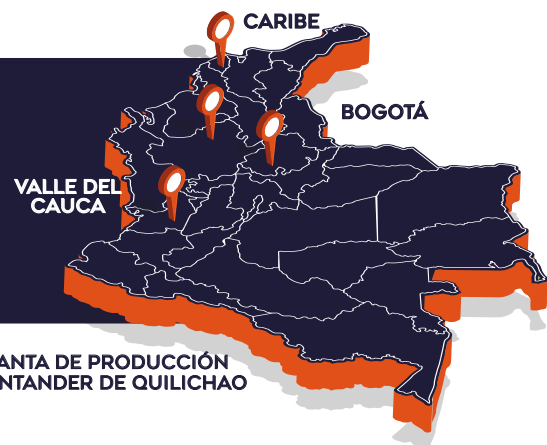 CARIBE
BOGOTÁ
VALLE DEL
CAUCA
ANTA DE PRODUCCIÓN
NTANDER DE QUILICHAO